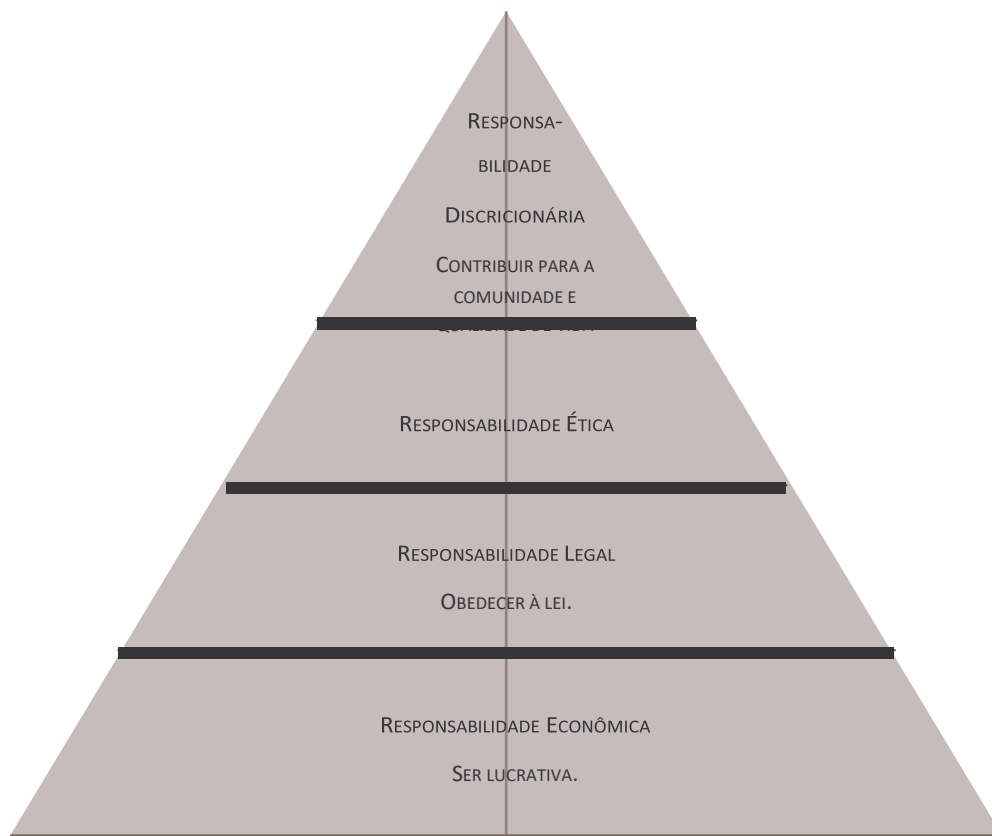 Responsa-
bilidade
Discricionária
Contribuir para a
comunidade e
Responsabilidade Ética
Responsabilidade Legal
Obedecer à lei.
Responsabilidade Econômica
Ser lucrativa.